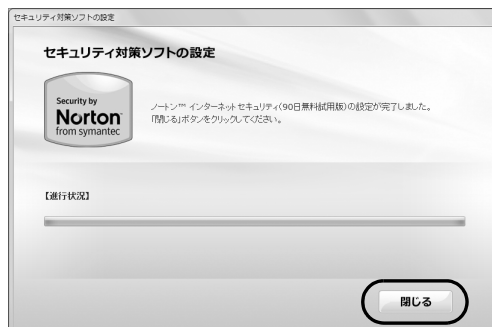 セキュリティ対策ソフトの設定
セキュリティ対策ソフトの設定
Security by
Norton
from symantec
ノートン™ インターネットセキュリティ(90日無料試用版)の設定が完了しました。
「閉じる」ボタンをクリックしてください。
【進行状況】
閉じる